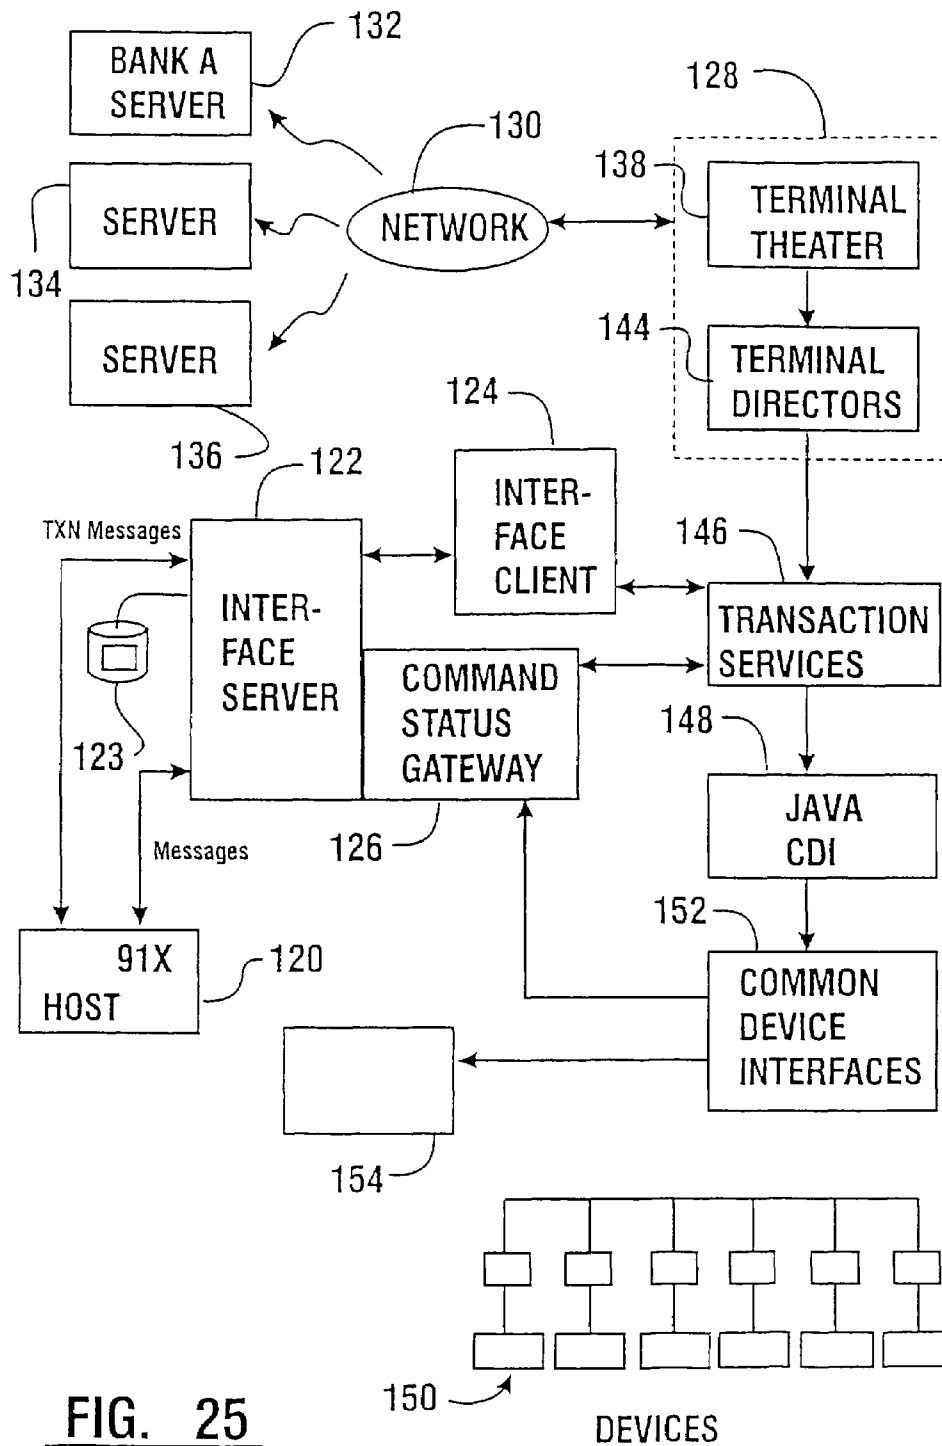 132
BANK A
SERVER
128
130
138
TERMINAL
THEATER
SERVER
NETWORK
134
144
SERVER
TERMINAL
DIRECTORS
124
136
122
INTER-
FACE
CLIENT
146
TXN Messages
INTER-
FACE
SERVER
TRANSACTION
SERVICES
COMMAND
STATUS
GATEWAY
148
123
JAVA
CDI
126
Messages
152
91X
HOST
120
COMMON
DEVICE
INTERFACES
154
150
FIG. 25
DEVICES